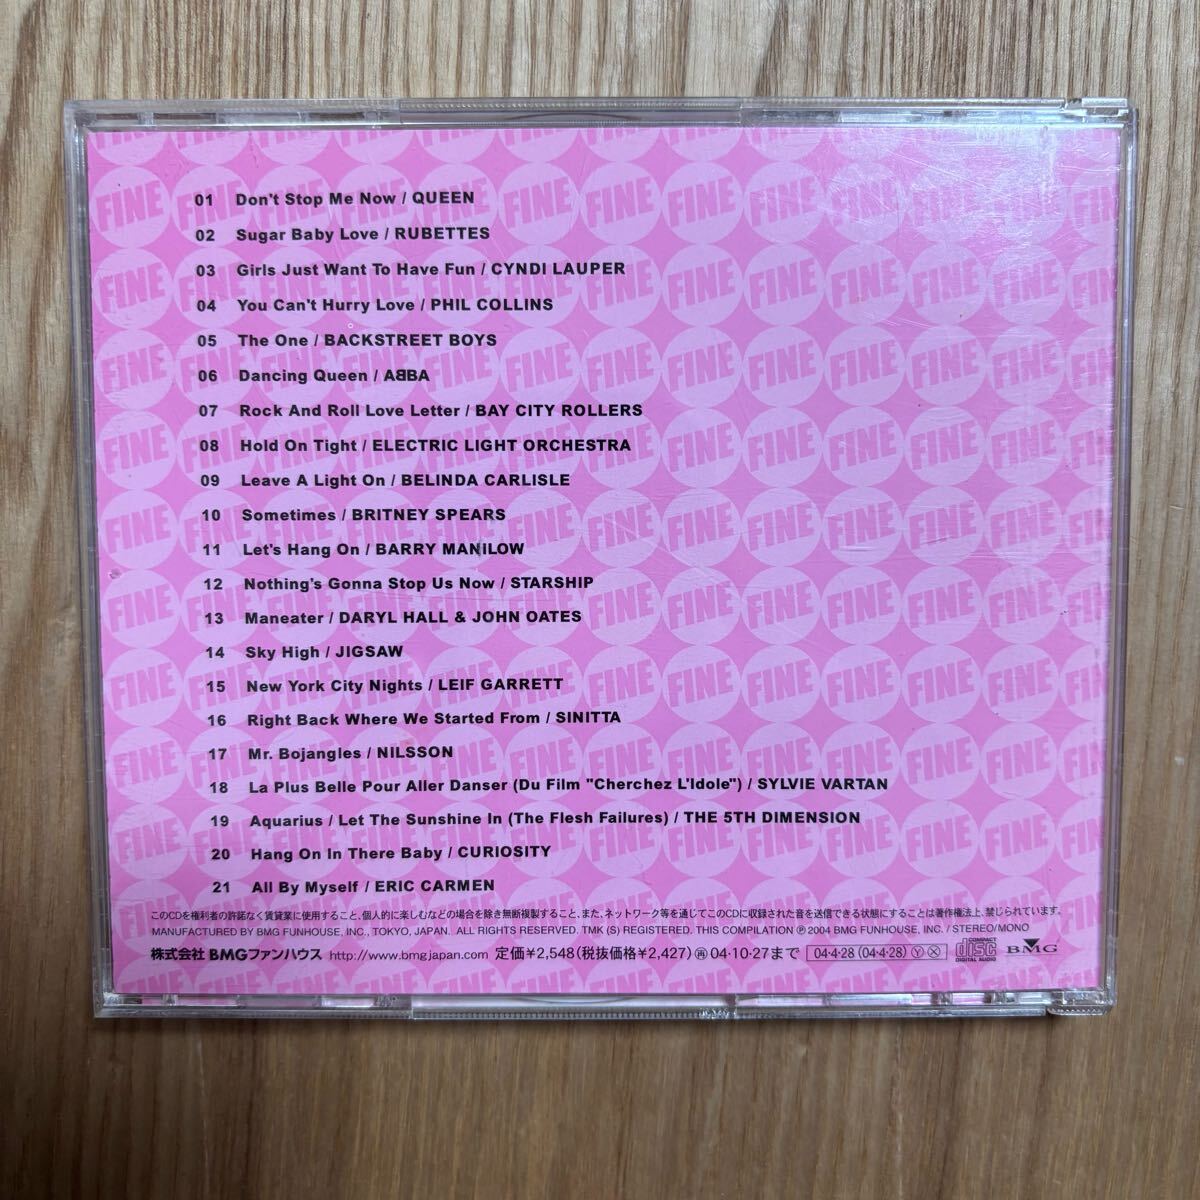 01 Don't Stop Me Now / QUEEN
02 Sugar Baby Love / RUBETTES
03 Girls Just Want To Have Fun / CYNDI LAUPER
04 You Can't Hurry Love / PHIL COLLINS
05 The One / BACKSTREET BOYS
06 Dancing Queen / ABBA
07 Rock And Roll Love Letter / BAY CITY ROLLERS
08 Hold On Tight / ELECTRIC LIGHT ORCHESTRA
09 Leave A Light On / BELINDA CARLISLE
10 Sometimes / BRITNEY SPEARS
11 Let's Hang On / BARRY MANILOW
12 Nothing's Gonna Stop Us Now / STARSHIP
13 Maneater / DARYL HALL & JOHN OATES
14 Sky High / JIGSAW
15 New York City Nights / LEIF GARRETT
16 Right Back Where We Started From / SINITTA
17 Mr. Bojangles / NILSSON
18 La Plus Belle Pour Aller Danser (Du Film "Cherchez L'Idole") / SYLVIE VARTAN
19 Aquarius / Let The Sunshine In (The Flesh Failures) / THE 5TH DIMENSION
20 Hang On In There Baby / CURIOSITY
21 All By Myself / ERIC CARMEN
このCDを権利者の許諾なく賃貸業に使用すること、個人的に楽しむなどの場合を除き無断複製すること、また、ネットワーク等を通じてこのCDに収録された音を送信できる状態にすることは著作権法上、禁じられています。
MANUFACTURED BY BMG FUNHOUSE, INC., TOKYO, JAPAN. ALL RIGHTS RESERVED. TMK (S) REGISTERED. THIS COMPILATION ℗ 2004 BMG FUNHOUSE, INC. / STEREO/MONO
株式会社 BMGファンハウス http://www.bmgjapan.com 定価¥2,548(税抜価格¥2,427) ㊢04・10・27まで 04・4・28 (04・4・28) Ⓨ Ⓧ COMPACT disc DIGITAL AUDIO BMG